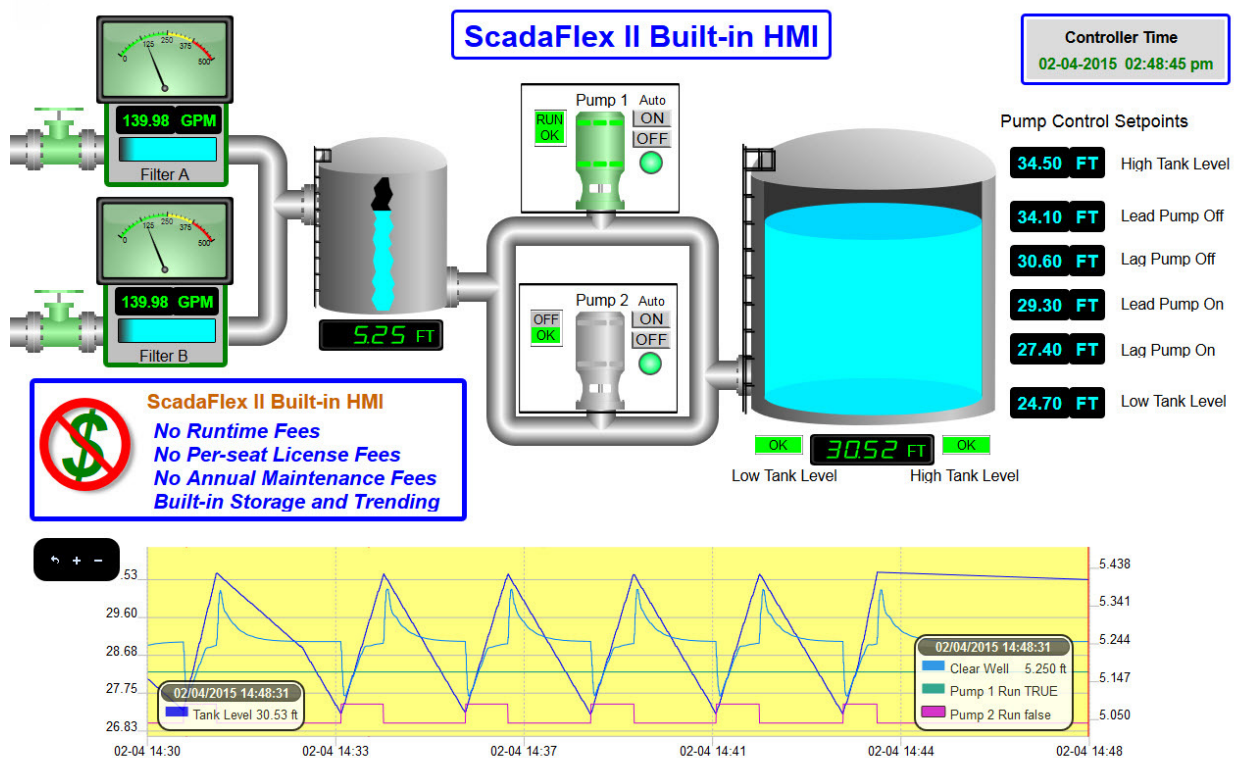 ScadaFlex II Built-in HMI
Controller Time
02-04-2015 02:48:45 pm
0 125 250 375 500
139.98 GPM
Filter A
0 125 250 375 500
139.98 GPM
Filter B
5.25 FT
Pump 1 Auto
RUN
OK
ON
OFF
Pump 2 Auto
OFF
OK
ON
OFF
OK 30.52 FT OK
Low Tank Level High Tank Level
Pump Control Setpoints
34.50 FT High Tank Level
34.10 FT Lead Pump Off
30.60 FT Lag Pump Off
29.30 FT Lead Pump On
27.40 FT Lag Pump On
24.70 FT Low Tank Level
$
ScadaFlex II Built-in HMI
No Runtime Fees
No Per-seat License Fees
No Annual Maintenance Fees
Built-in Storage and Trending
+ −
.53
29.60
28.68
27.75
26.83
5.438
5.341
5.244
5.147
5.050
02/04/2015 14:48:31
Tank Level 30.53 ft
02/04/2015 14:48:31
Clear Well 5.250 ft
Pump 1 Run TRUE
Pump 2 Run false
02-04 14:30 02-04 14:33 02-04 14:37 02-04 14:41 02-04 14:44 02-04 14:48